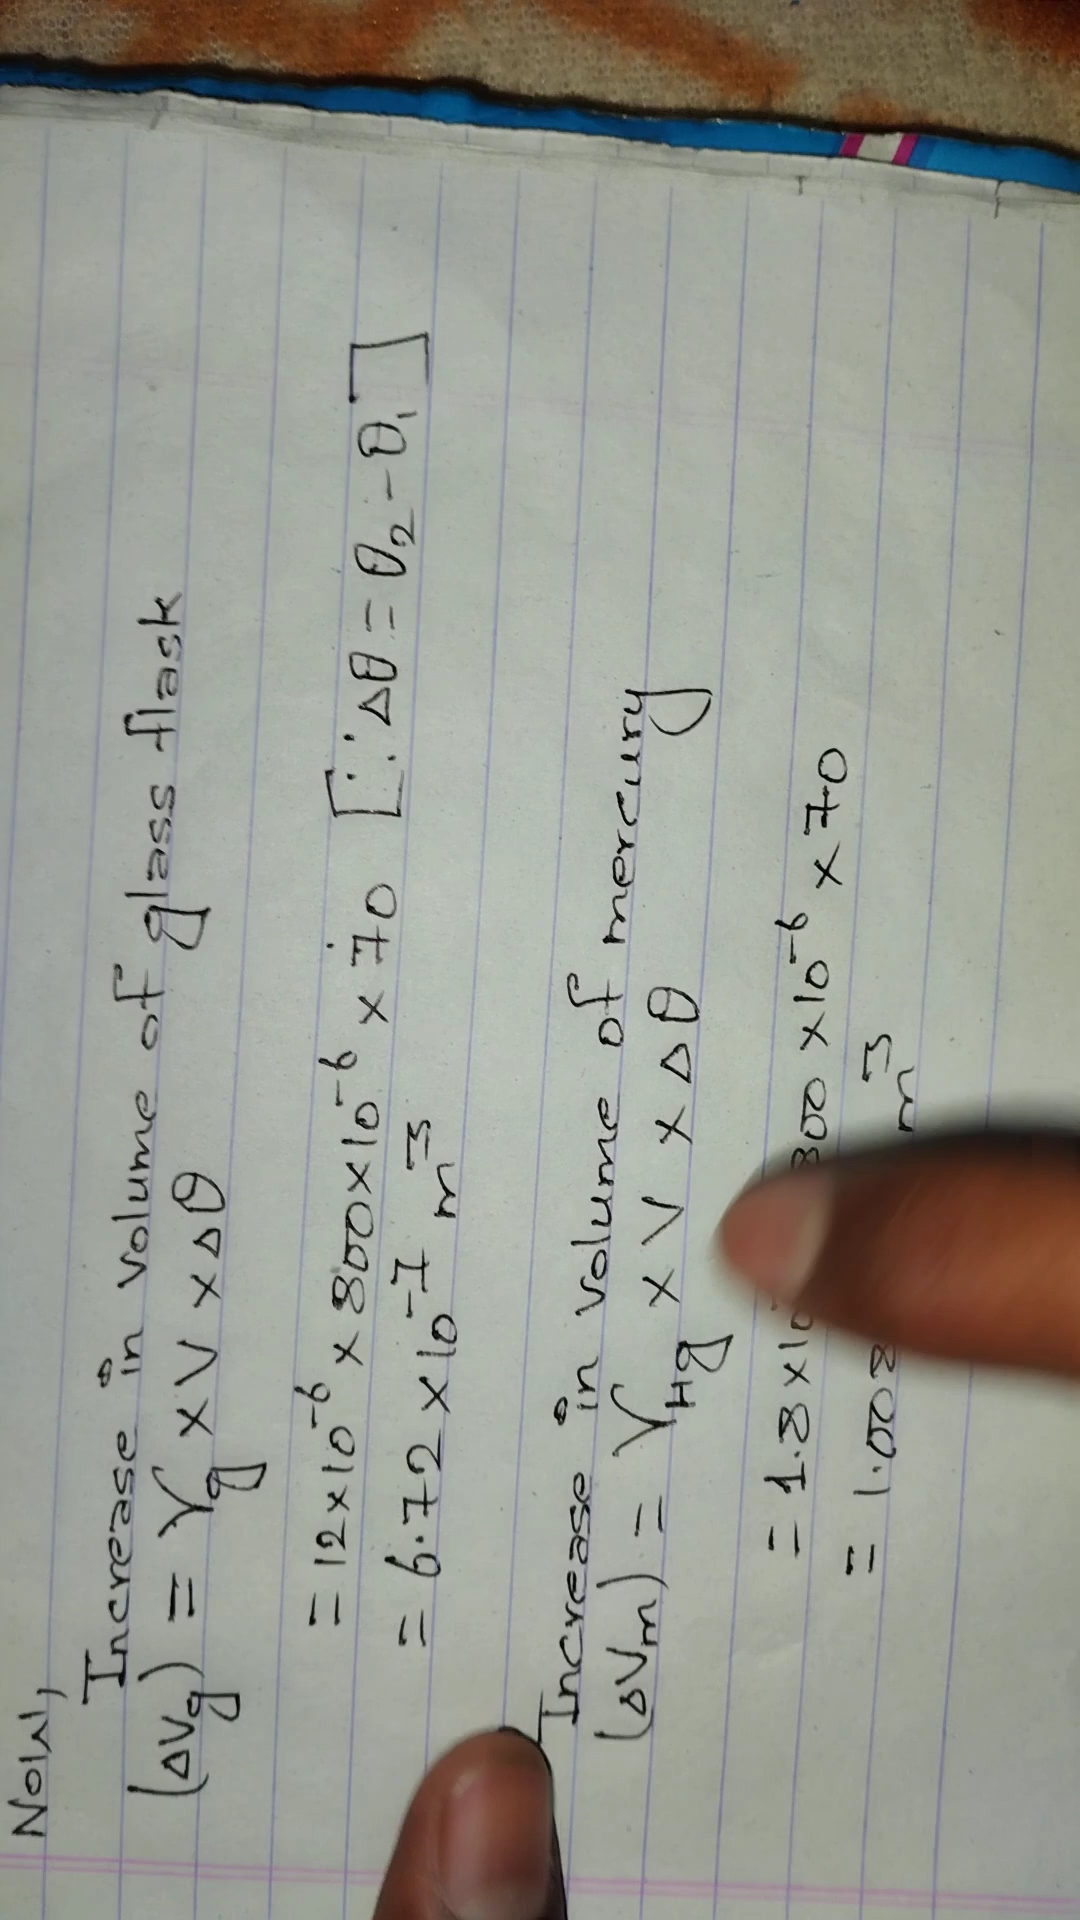 Now,
Increase in volume of glass flask
(ΔVg) = γg × V × Δθ
= 12×10⁻⁶ × 800×10⁻⁶ × 70 [∵ Δθ = θ₂ - θ₁]
= 6.72 × 10⁻⁷ m³
Increase in volume of mercury
(ΔVm) = γHg × V × Δθ
= 1.8×10 800 ×10⁻⁶ × 70
= 1.008 m³